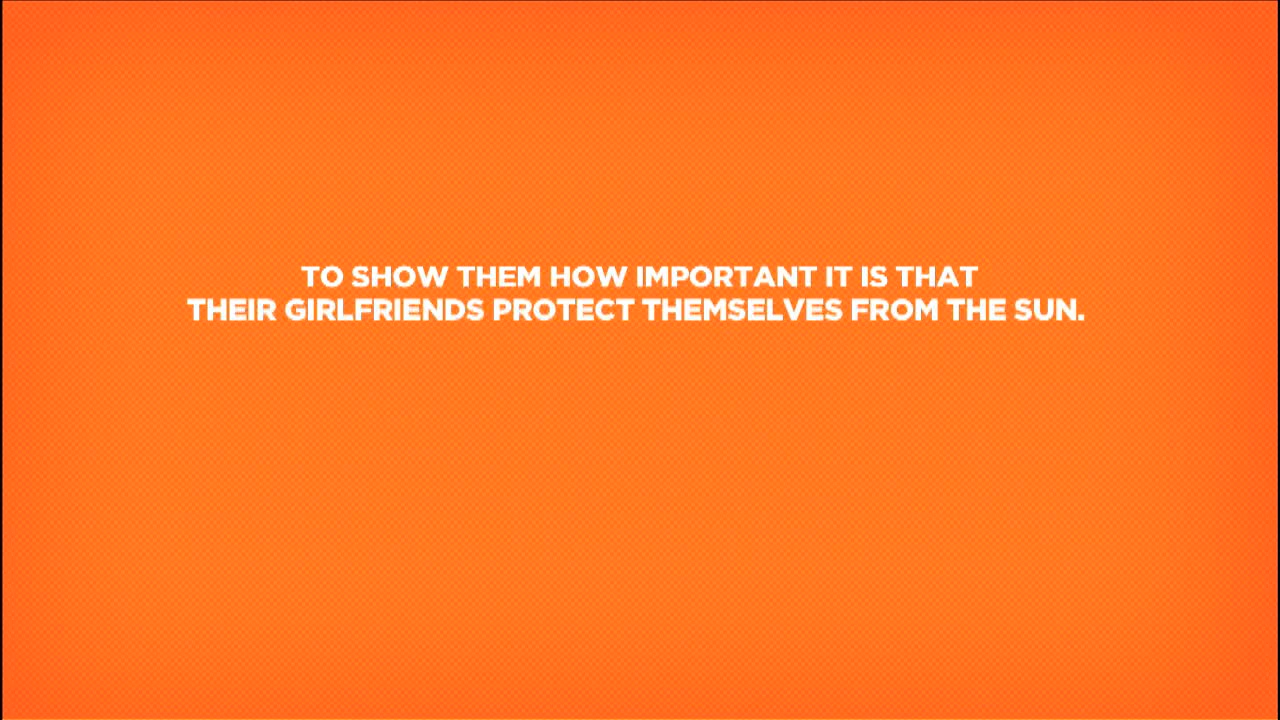 TO SHOW THEM HOW IMPORTANT IT IS THAT
THEIR GIRLFRIENDS PROTECT THEMSELVES FROM THE SUN.